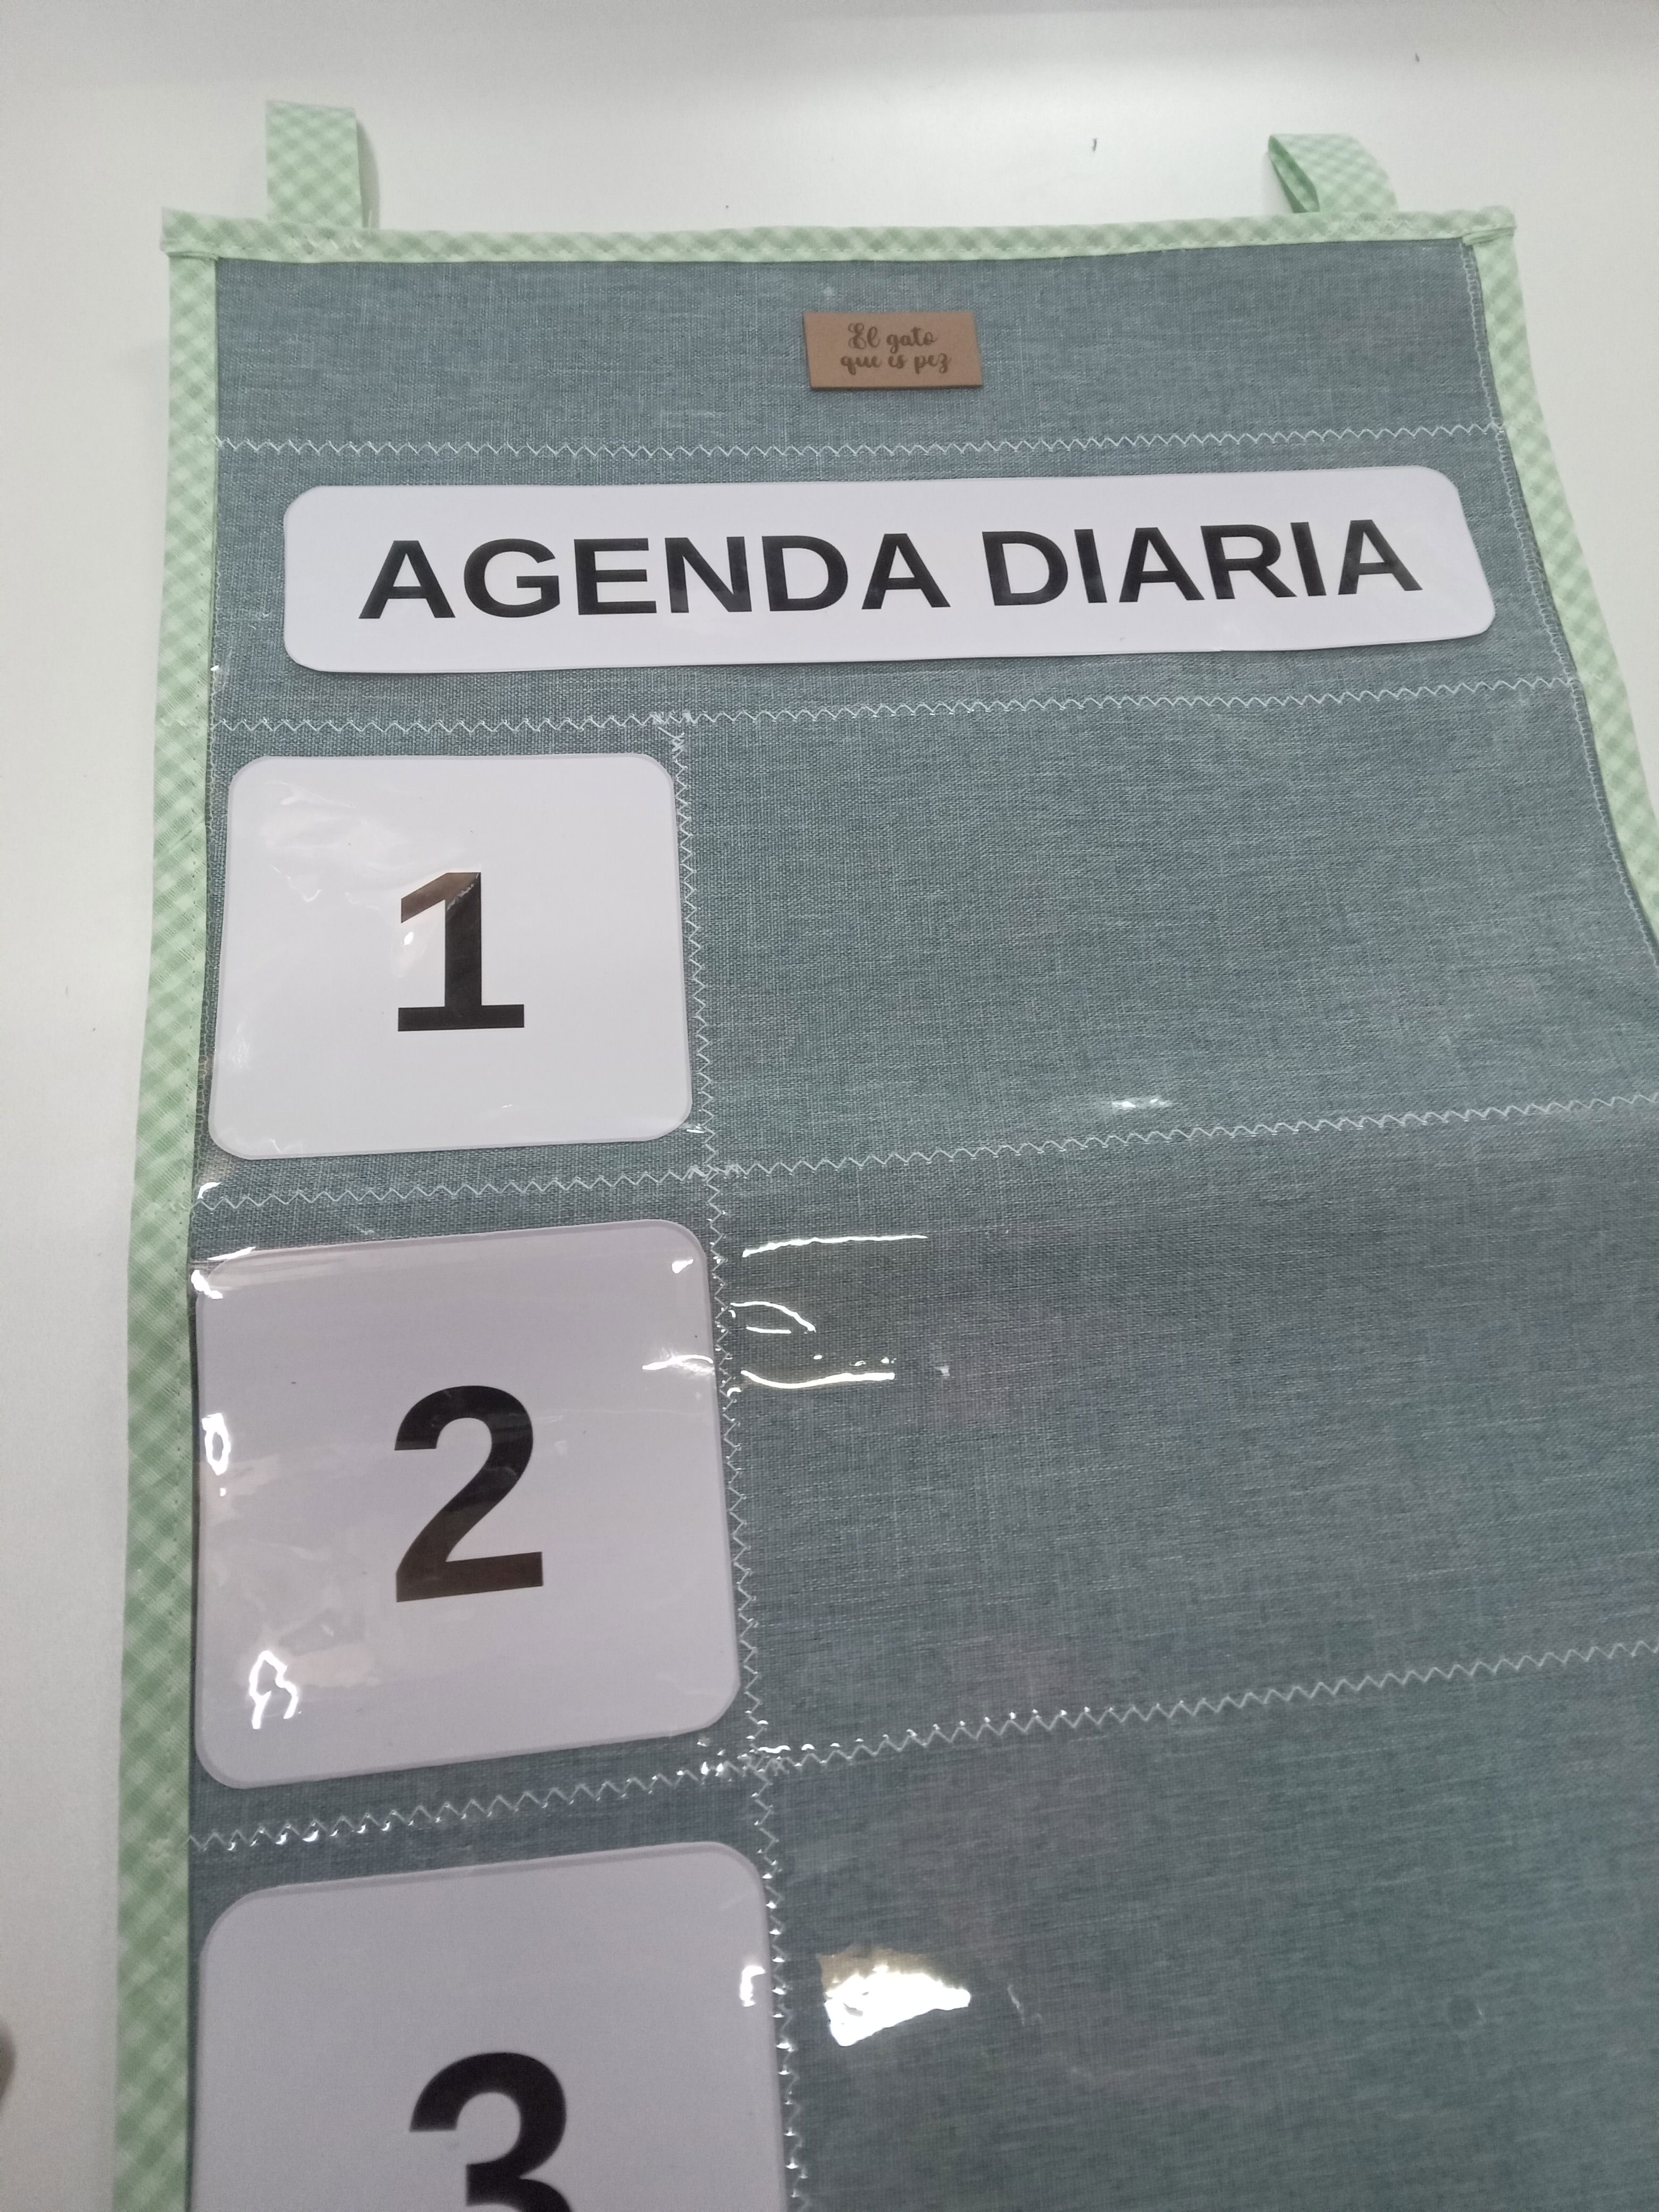 El gato
que es pez
AGENDA DIARIA
1
2
3